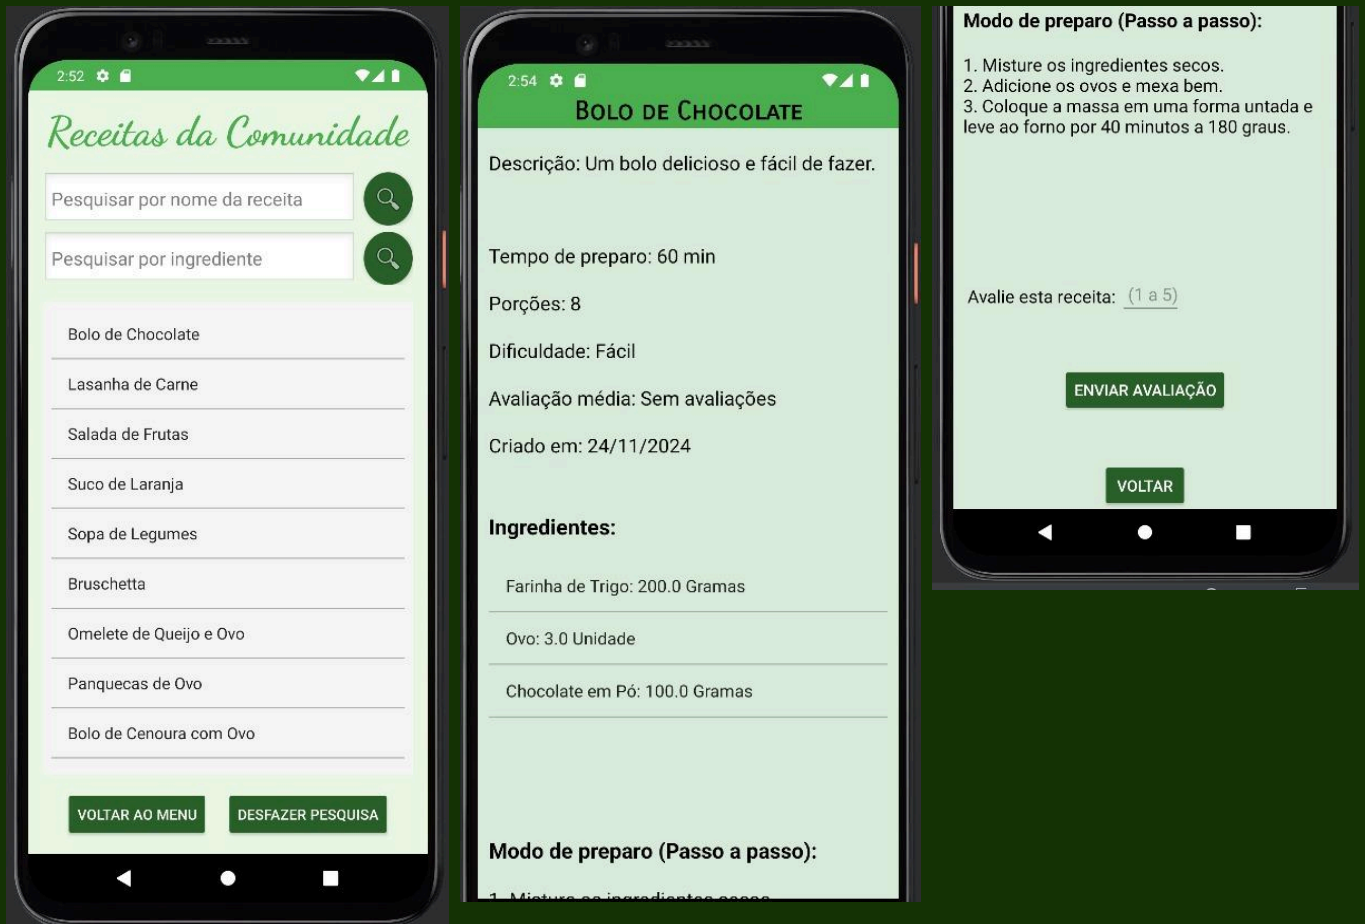 2:52
Receitas da Comunidade
Pesquisar por nome da receita
Pesquisar por ingrediente
Bolo de Chocolate
Lasanha de Carne
Salada de Frutas
Suco de Laranja
Sopa de Legumes
Bruschetta
Omelete de Queijo e Ovo
Panquecas de Ovo
Bolo de Cenoura com Ovo
VOLTAR AO MENU
DESFAZER PESQUISA
2:54
BOLO DE CHOCOLATE
Descrição: Um bolo delicioso e fácil de fazer.
Tempo de preparo: 60 min
Porções: 8
Dificuldade: Fácil
Avaliação média: Sem avaliações
Criado em: 24/11/2024
Ingredientes:
Farinha de Trigo: 200.0 Gramas
Ovo: 3.0 Unidade
Chocolate em Pó: 100.0 Gramas
Modo de preparo (Passo a passo):
1. Misture os ingredientes secos.
Modo de preparo (Passo a passo):
1. Misture os ingredientes secos.
2. Adicione os ovos e mexa bem.
3. Coloque a massa em uma forma untada e
leve ao forno por 40 minutos a 180 graus.
Avalie esta receita: (1 a 5)
ENVIAR AVALIAÇÃO
VOLTAR